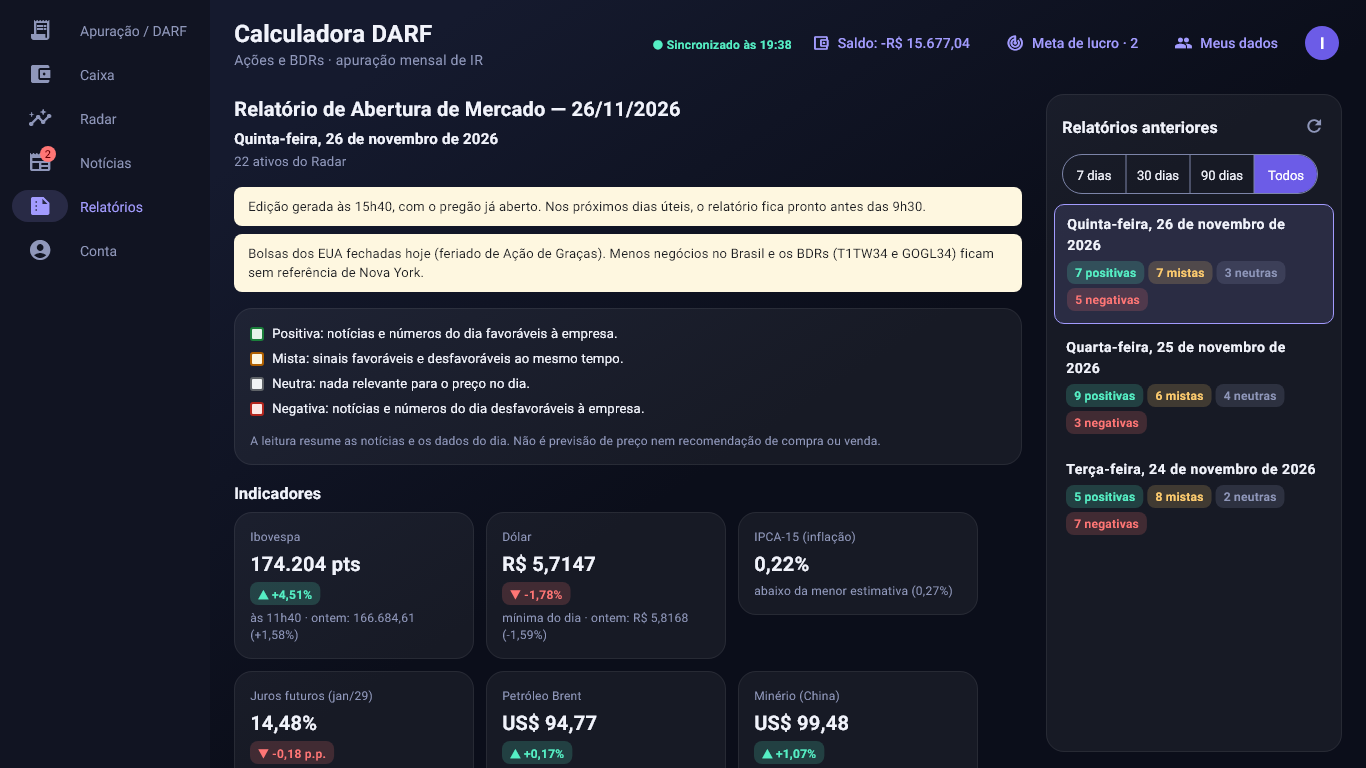 Apuração / DARF
Caixa
Radar
2
Notícias
Relatórios
Conta
Calculadora DARF
Ações e BDRs · apuração mensal de IR
Sincronizado às 19:38
Saldo: -R$ 15.677,04
Meta de lucro · 2
Meus dados
I
Relatório de Abertura de Mercado — 26/11/2026
Quinta-feira, 26 de novembro de 2026
22 ativos do Radar
Edição gerada às 15h40, com o pregão já aberto. Nos próximos dias úteis, o relatório fica pronto antes das 9h30.
Bolsas dos EUA fechadas hoje (feriado de Ação de Graças). Menos negócios no Brasil e os BDRs (T1TW34 e GOGL34) ficam
sem referência de Nova York.
Positiva: notícias e números do dia favoráveis à empresa.
Mista: sinais favoráveis e desfavoráveis ao mesmo tempo.
Neutra: nada relevante para o preço no dia.
Negativa: notícias e números do dia desfavoráveis à empresa.
A leitura resume as notícias e os dados do dia. Não é previsão de preço nem recomendação de compra ou venda.
Indicadores
Ibovespa
174.204 pts
▲ +4,51%
às 11h40 · ontem: 166.684,61
(+1,58%)
Dólar
R$ 5,7147
▼ -1,78%
mínima do dia · ontem: R$ 5,8168
(-1,59%)
IPCA-15 (inflação)
0,22%
abaixo da menor estimativa (0,27%)
Juros futuros (jan/29)
14,48%
▼ -0,18 p.p.
Petróleo Brent
US$ 94,77
▲ +0,17%
Minério (China)
US$ 99,48
▲ +1,07%
Relatórios anteriores
7 dias
30 dias
90 dias
Todos
Quinta-feira, 26 de novembro de
2026
7 positivas
7 mistas
3 neutras
5 negativas
Quarta-feira, 25 de novembro de
2026
9 positivas
6 mistas
4 neutras
3 negativas
Terça-feira, 24 de novembro de 2026
5 positivas
8 mistas
2 neutras
7 negativas